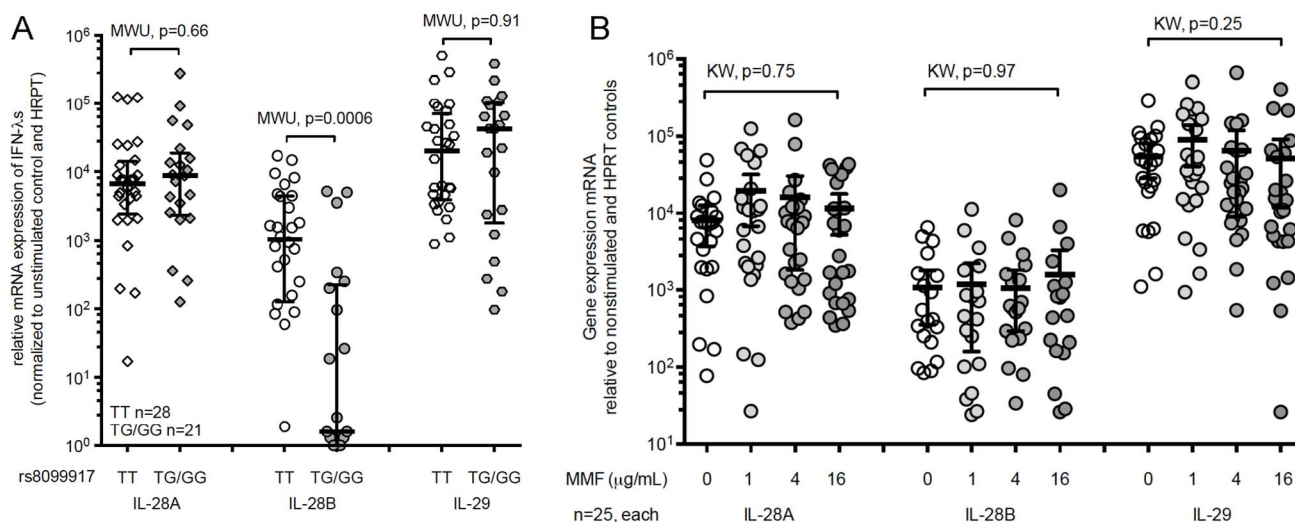 A
relative mRNA expression of IFN-λs
(normalized to unstimulated control and HRPT)
10⁶
10⁵
10⁴
10³
10²
10¹
10⁰
MWU, p=0.66
MWU, p=0.0006
MWU, p=0.91
TT n=28
TG/GG n=21
rs8099917 TT TG/GG TT TG/GG TT TG/GG
IL-28A IL-28B IL-29
B
Gene expression mRNA
relative to nonstimulated and HPRT controls
10⁶
10⁵
10⁴
10³
10²
10¹
KW, p=0.75
KW, p=0.97
KW, p=0.25
MMF (μg/mL) 0 1 4 16 0 1 4 16 0 1 4 16
n=25, each IL-28A IL-28B IL-29